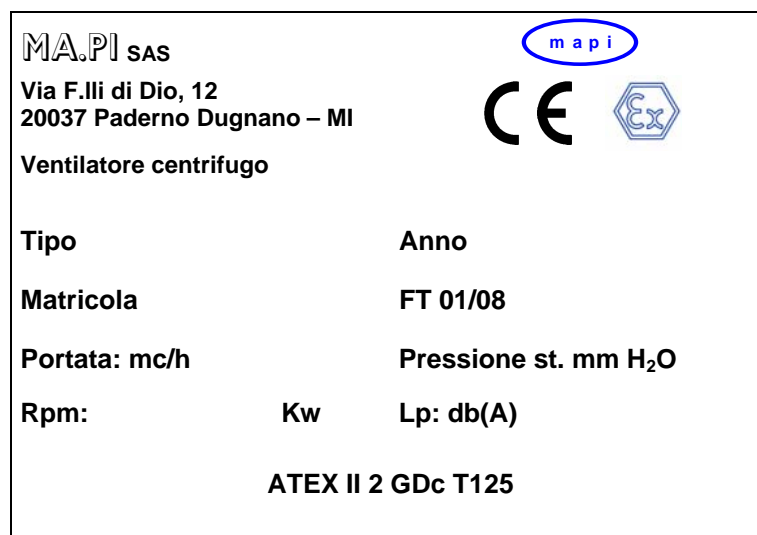 MA.PI SAS
mapi
Via F.lli di Dio, 12
20037 Paderno Dugnano – MI
CE Ex
Ventilatore centrifugo
Tipo Anno
Matricola FT 01/08
Portata: mc/h Pressione st. mm H₂O
Rpm: Kw Lp: db(A)
ATEX II 2 GDc T125